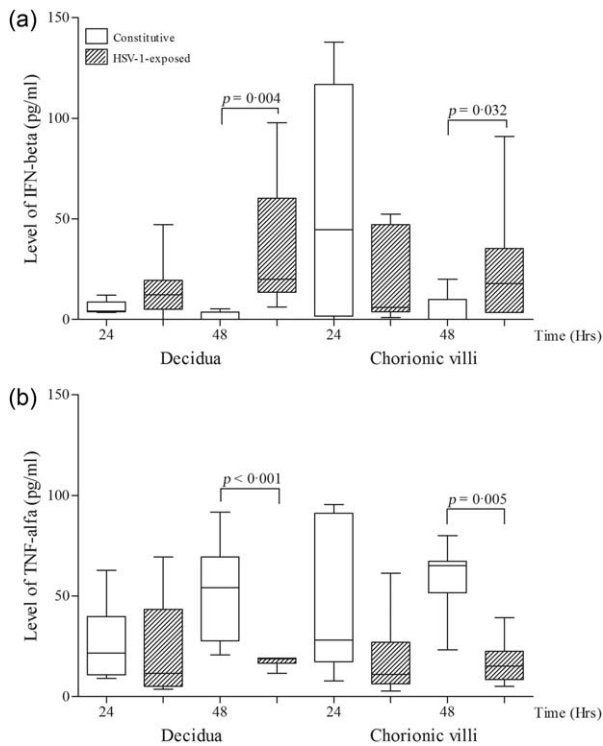 (a)
Constitutive
HSV-1-exposed
Level of IFN-beta (pg/ml)
150
100
50
0
p = 0·004
p = 0·032
24
48
24
48
Time (Hrs)
Decidua
Chorionic villi
(b)
Level of TNF-alfa (pg/ml)
150
100
50
0
p < 0·001
p = 0·005
24
48
24
48
Time (Hrs)
Decidua
Chorionic villi